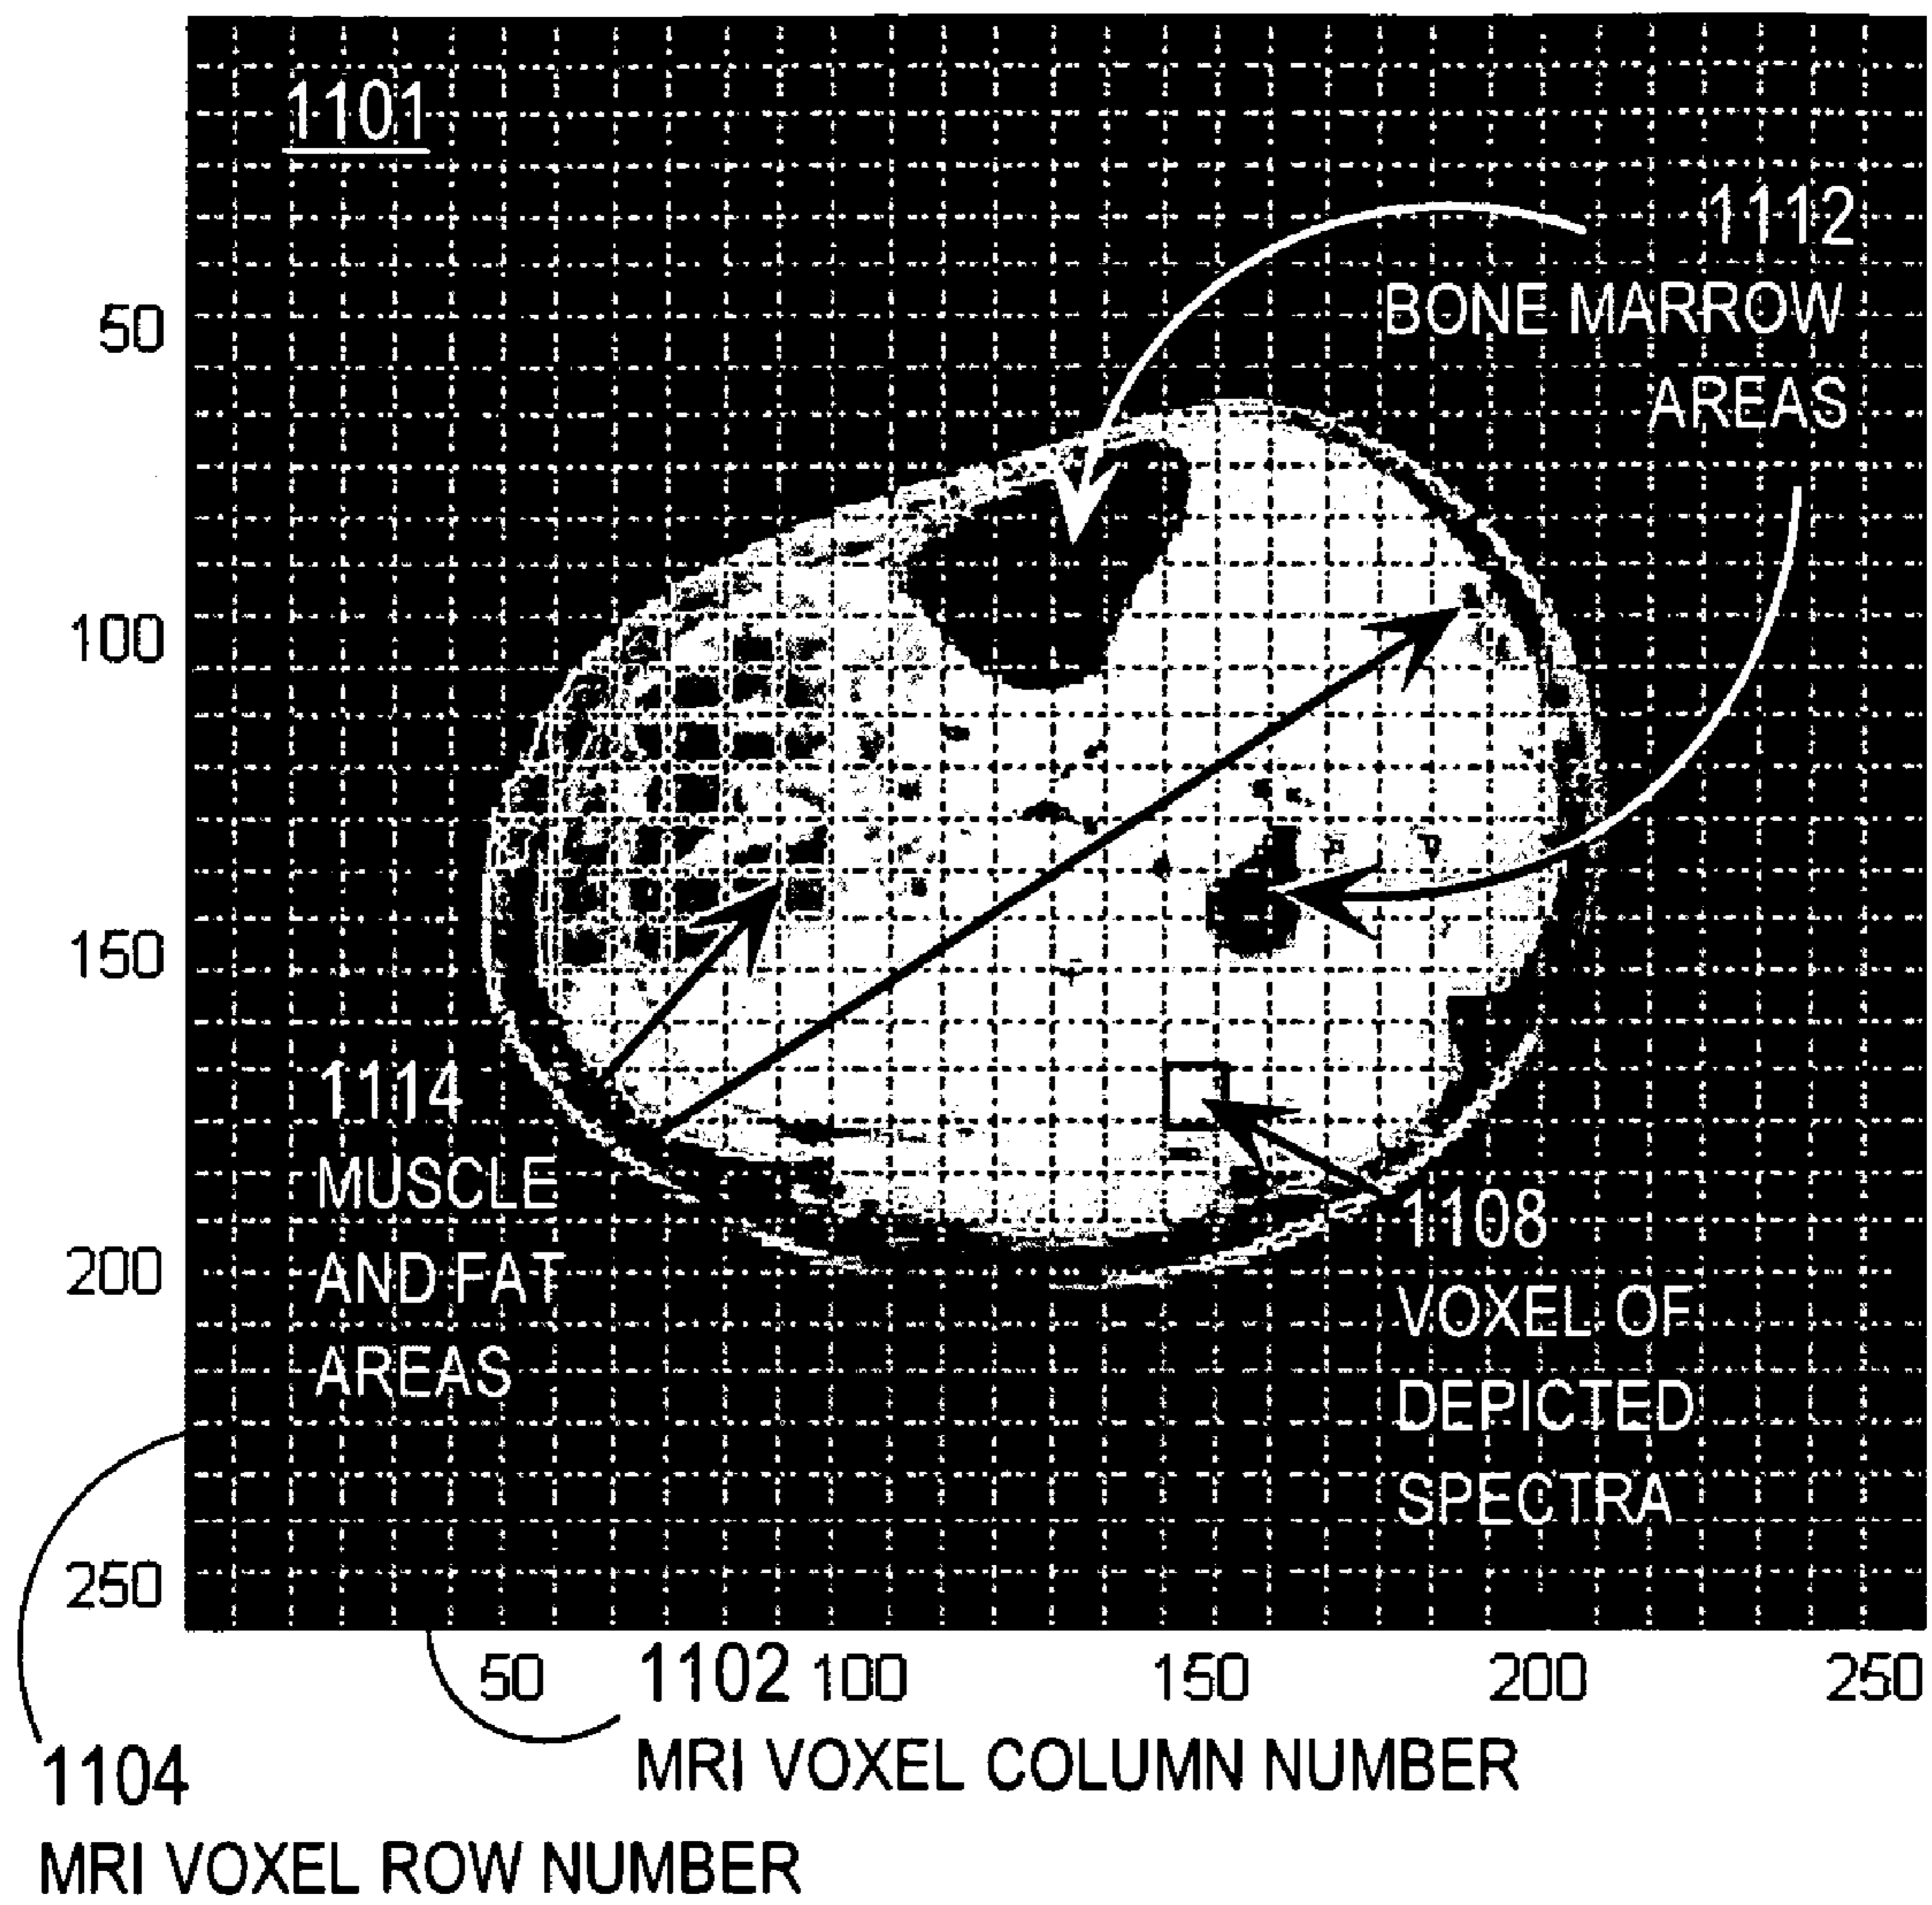 1101
1112
BONE MARROW
AREAS
50
100
150
200
250
1114
MUSCLE
AND FAT
AREAS
1108
VOXEL OF
DEPICTED
SPECTRA
50 1102 100 150 200 250
MRI VOXEL COLUMN NUMBER
1104
MRI VOXEL ROW NUMBER